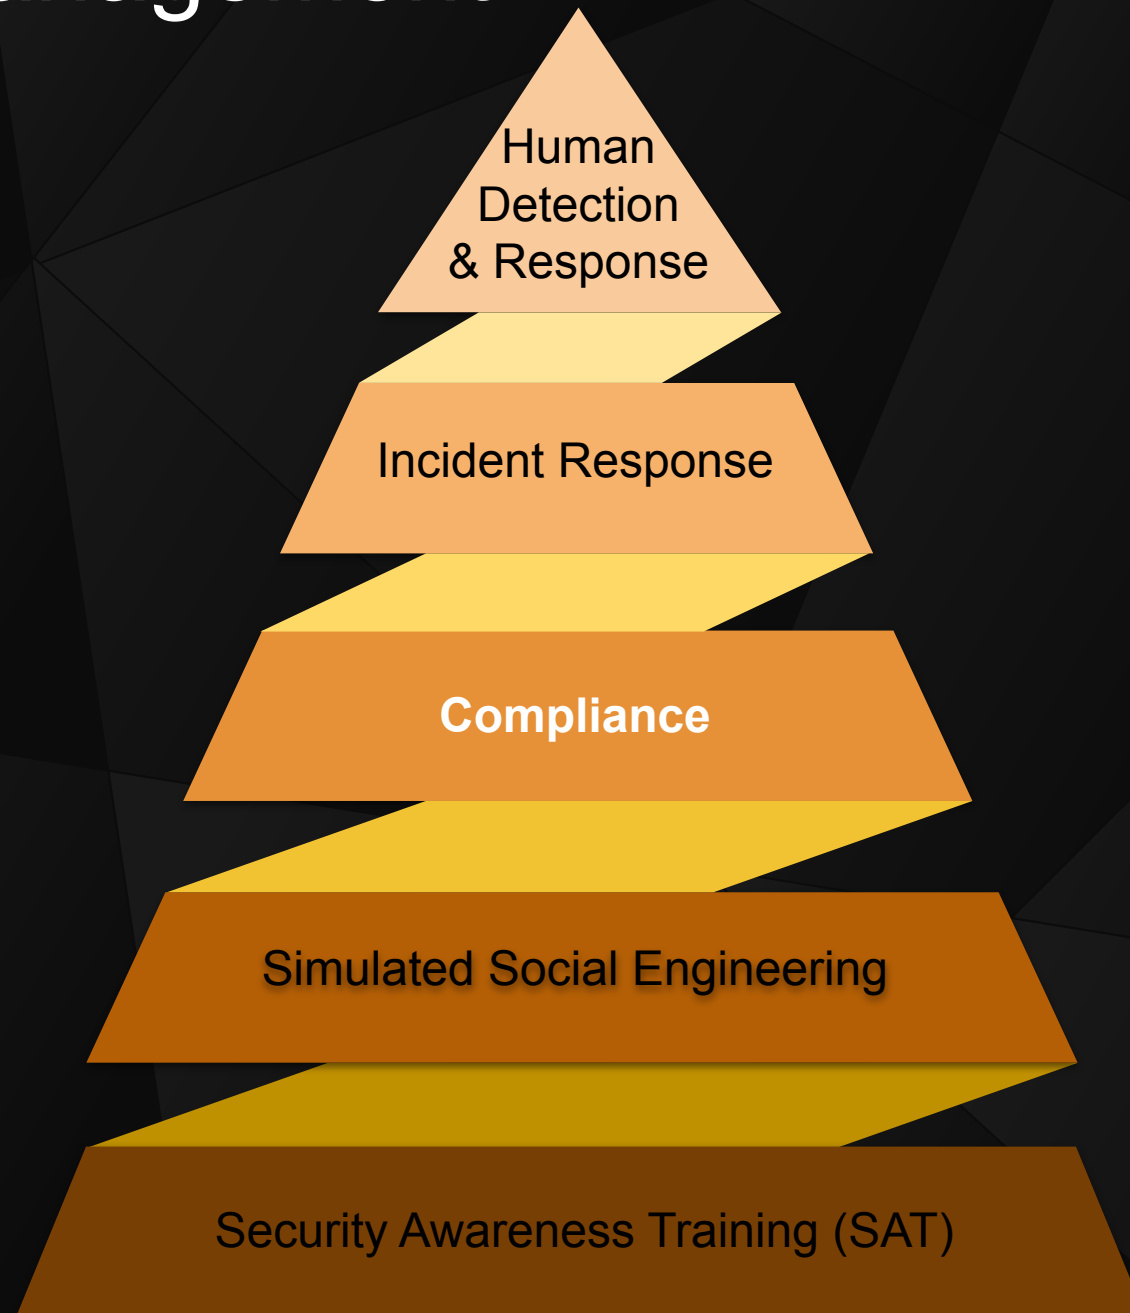 Human
Detection
& Response
Incident Response
Compliance
Simulated Social Engineering
Security Awareness Training (SAT)